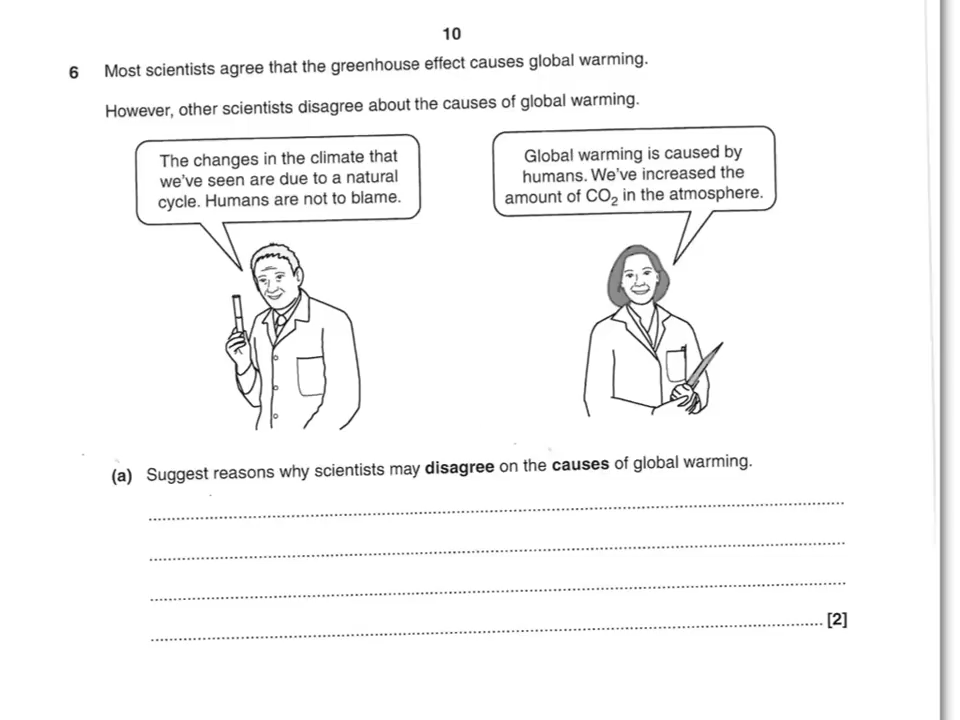 10
6 Most scientists agree that the greenhouse effect causes global warming.
However, other scientists disagree about the causes of global warming.
The changes in the climate that
we've seen are due to a natural
cycle. Humans are not to blame.
Global warming is caused by
humans. We've increased the
amount of CO₂ in the atmosphere.
(a) Suggest reasons why scientists may disagree on the causes of global warming.
[2]